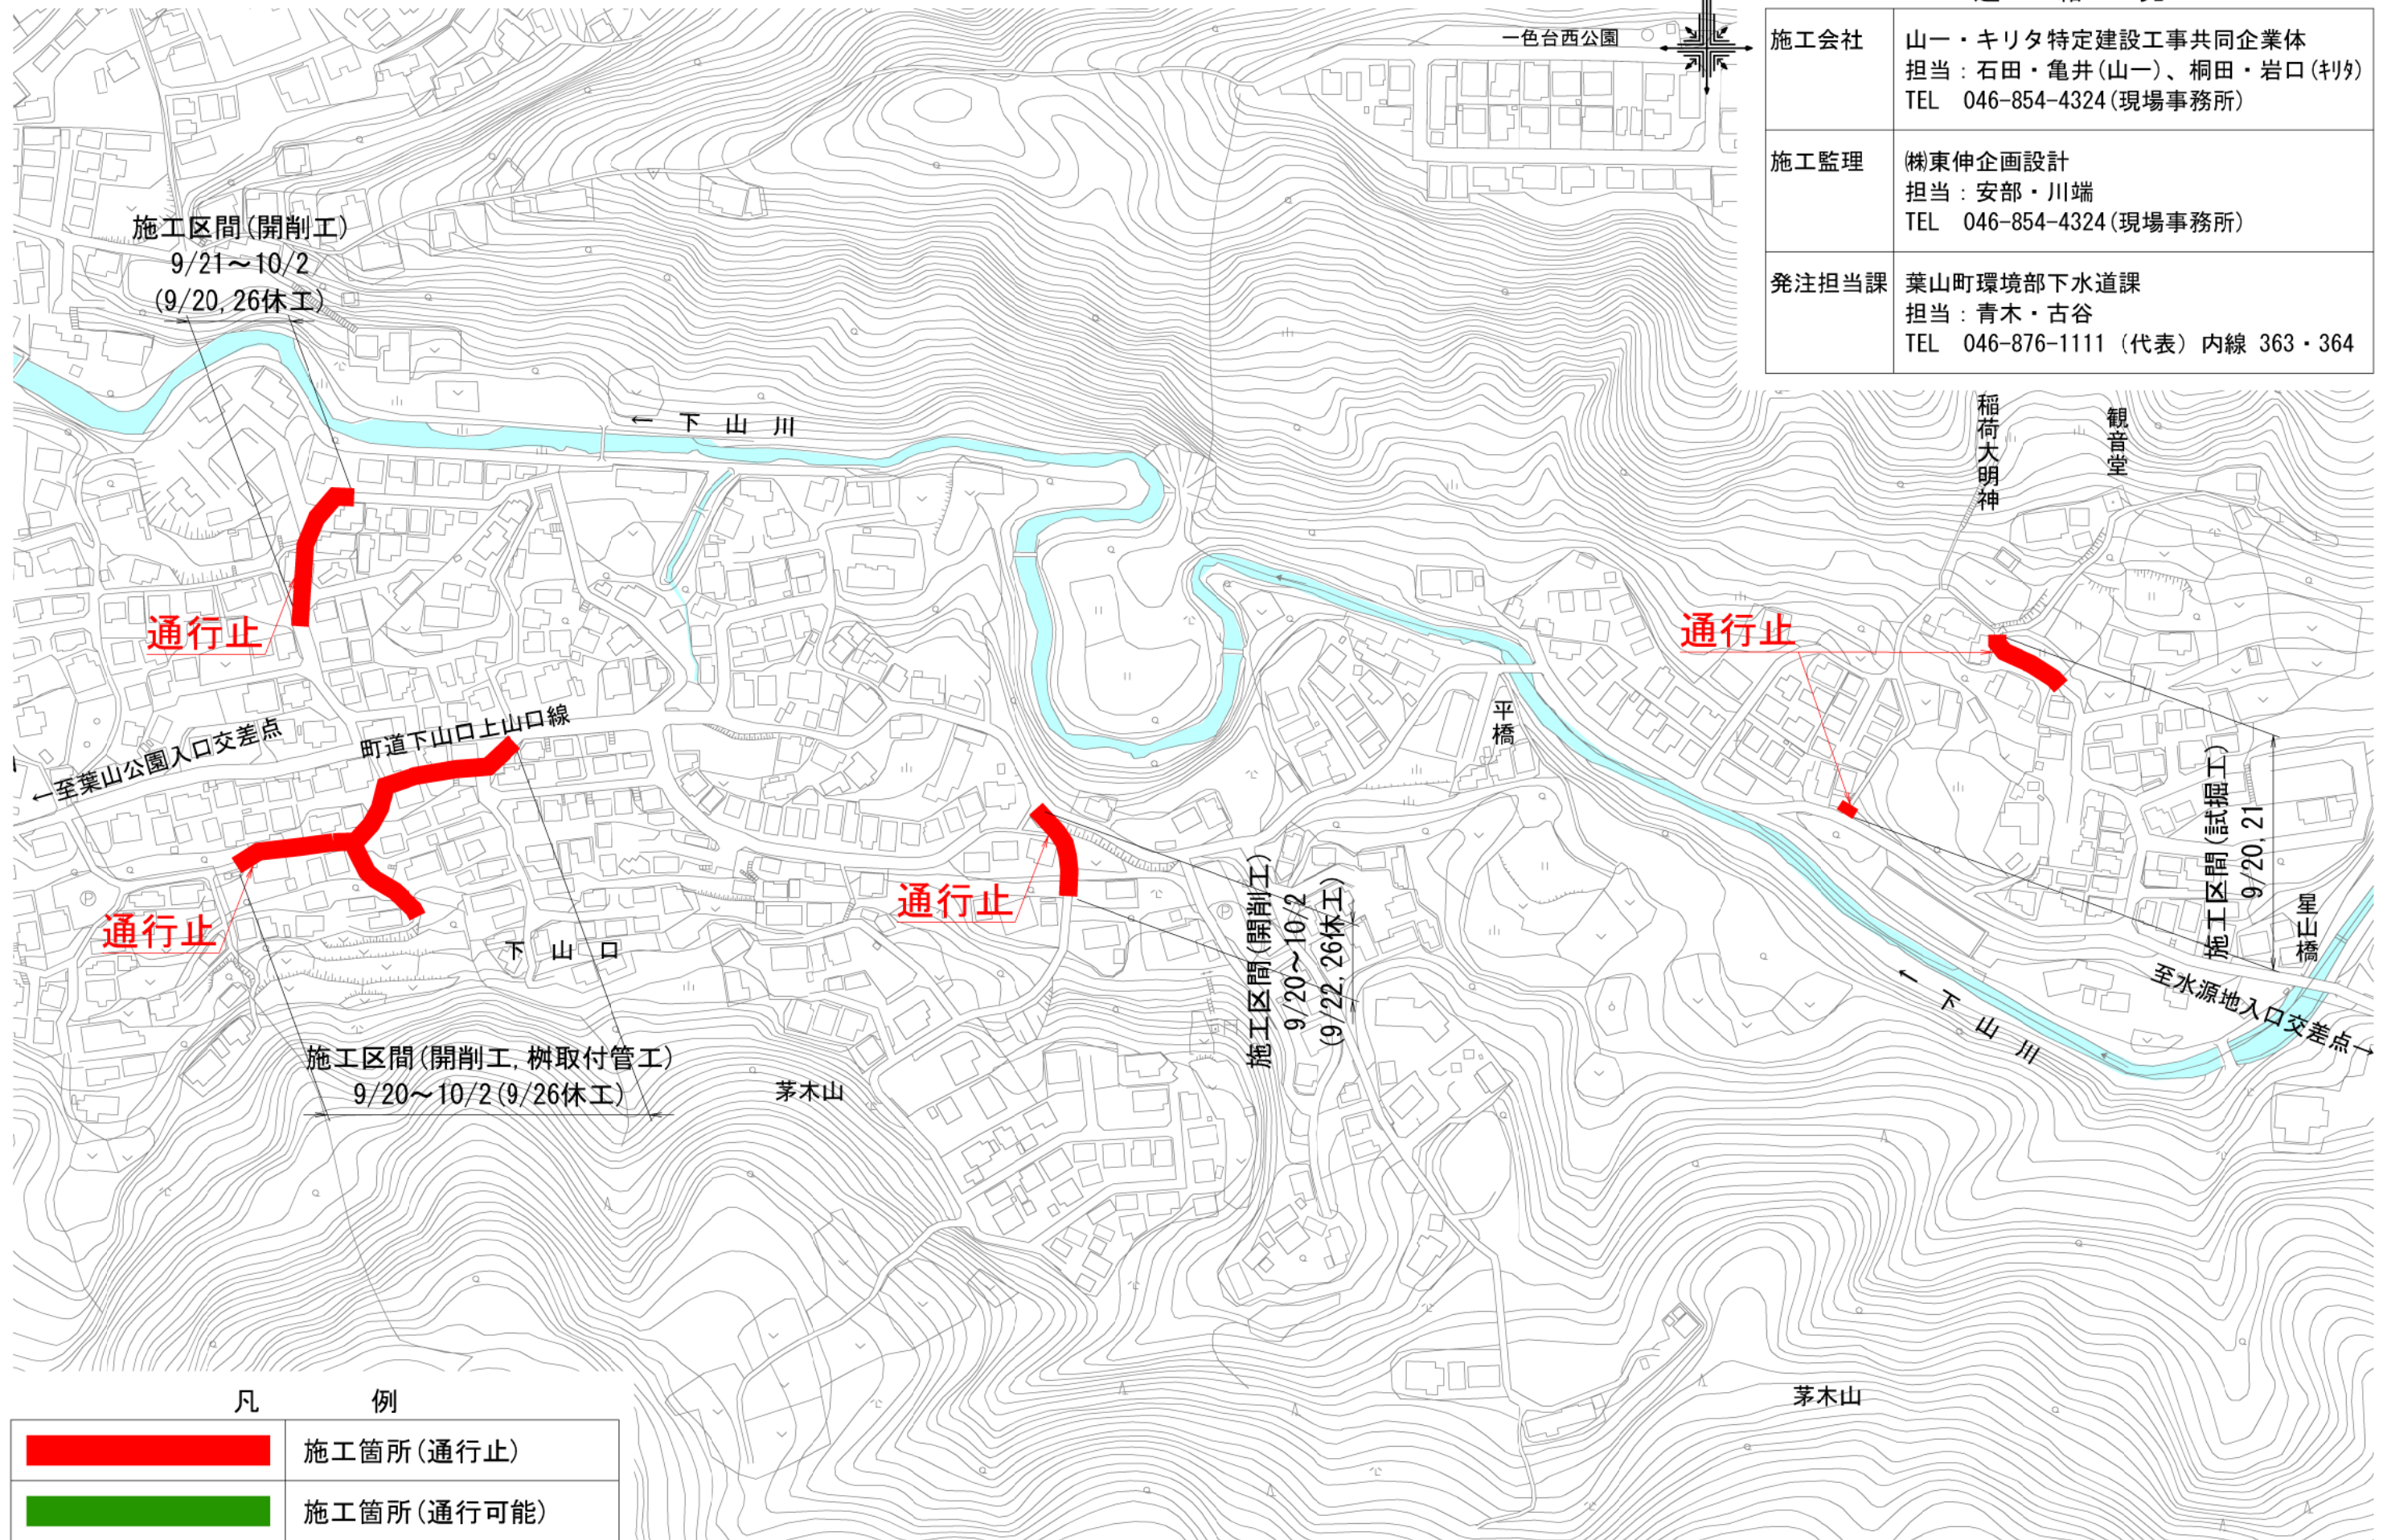 一色台西公園
施工会社
山一・キリタ特定建設工事共同企業体
担当：石田・亀井(山一)、桐田・岩口(ｷﾘﾀ)
TEL 046-854-4324(現場事務所)
施工監理
㈱東伸企画設計
担当：安部・川端
TEL 046-854-4324(現場事務所)
発注担当課
葉山町環境部下水道課
担当：青木・古谷
TEL 046-876-1111（代表）内線 363・364
施工区間(開削工)
9/21～10/2
(9/20,26休工)
← 下山川
稲荷大明神
観音堂
通行止
通行止
平橋
町道下山口上山口線
←至葉山公園入口交差点
施工区間(試掘工)
9/20,21
通行止
通行止
下山口
施工区間(開削工)
9/20～10/2
(9/22,26休工)
星山橋
至水源地入口交差点→
← 下山川
施工区間(開削工,桝取付管工)
9/20～10/2(9/26休工)
茅木山
茅木山
凡例
施工箇所(通行止)
施工箇所(通行可能)